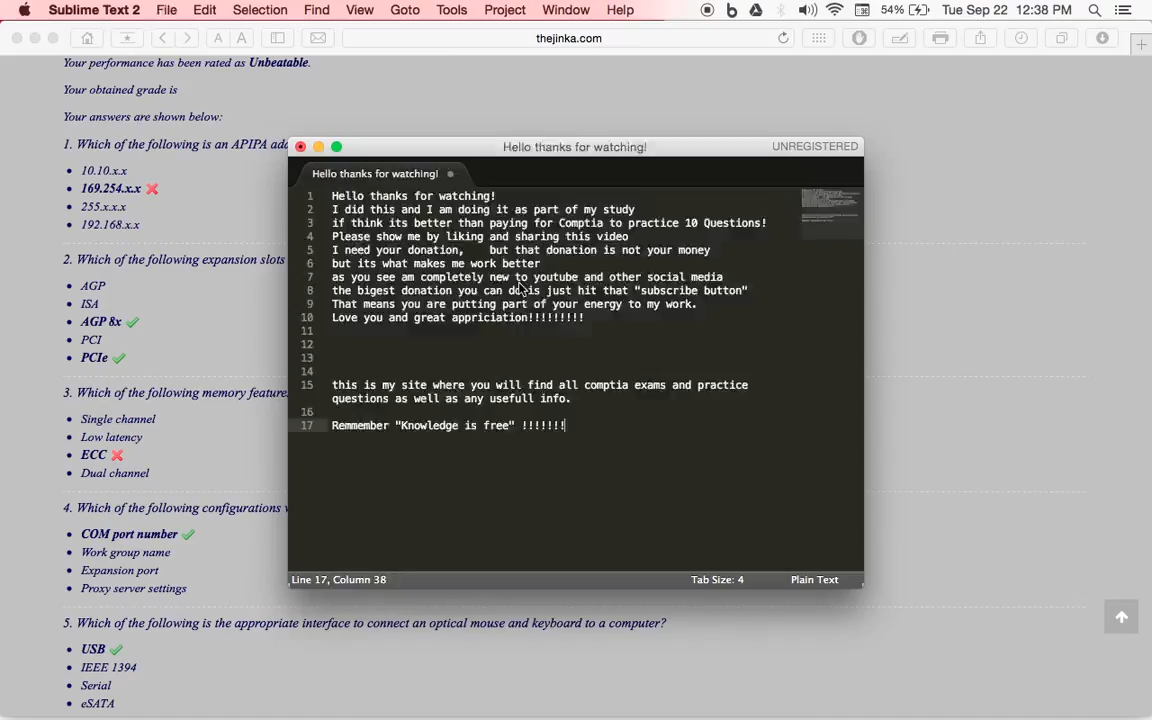 Sublime Text 2 File Edit Selection Find View Goto Tools Project Window Help 54% Tue Sep 22 12:38 PM
A A thejinka.com
Your performance has been rated as Unbeatable.
Your obtained grade is
Your answers are shown below:
1. Which of the following is an APIPA add
10.10.x.x
169.254.x.x
255.x.x.x
192.168.x.x
2. Which of the following expansion slots
AGP
ISA
AGP 8x
PCI
PCIe
3. Which of the following memory feature
Single channel
Low latency
ECC
Dual channel
4. Which of the following configurations
COM port number
Work group name
Expansion port
Proxy server settings
5. Which of the following is the appropriate interface to connect an optical mouse and keyboard to a computer?
USB
IEEE 1394
Serial
eSATA
Hello thanks for watching! UNREGISTERED
Hello thanks for watching!
1 Hello thanks for watching!
2 I did this and I am doing it as part of my study
3 if think its better than paying for Comptia to practice 10 Questions!
4 Please show me by liking and sharing this video
5 I need your donation, but that donation is not your money
6 but its what makes me work better
7 as you see am completely new to youtube and other social media
8 the bigest donation you can do is just hit that "subscribe button"
9 That means you are putting part of your energy to my work.
10 Love you and great appriciation!!!!!!!!!
11
12
13
14
15 this is my site where you will find all comptia exams and practice
questions as well as any usefull info.
16
17 Remmember "Knowledge is free" !!!!!!!
Line 17, Column 38 Tab Size: 4 Plain Text